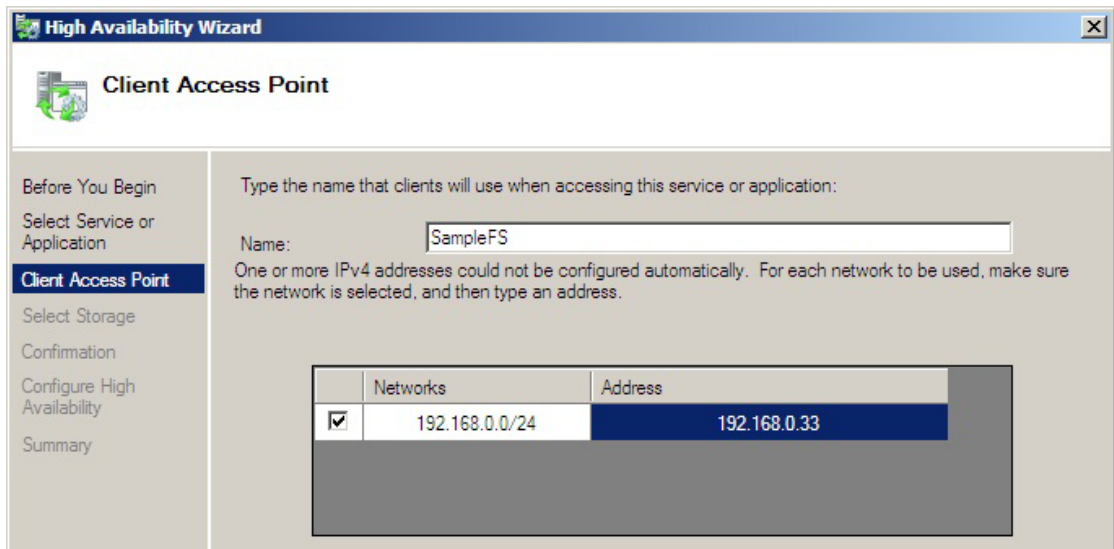 High Availability Wizard
Client Access Point
Before You Begin
Select Service or
Application
Client Access Point
Select Storage
Confirmation
Configure High
Availability
Summary
Type the name that clients will use when accessing this service or application:
Name:
SampleFS
One or more IPv4 addresses could not be configured automatically. For each network to be used, make sure
the network is selected, and then type an address.
Networks Address
192.168.0.0/24 192.168.0.33